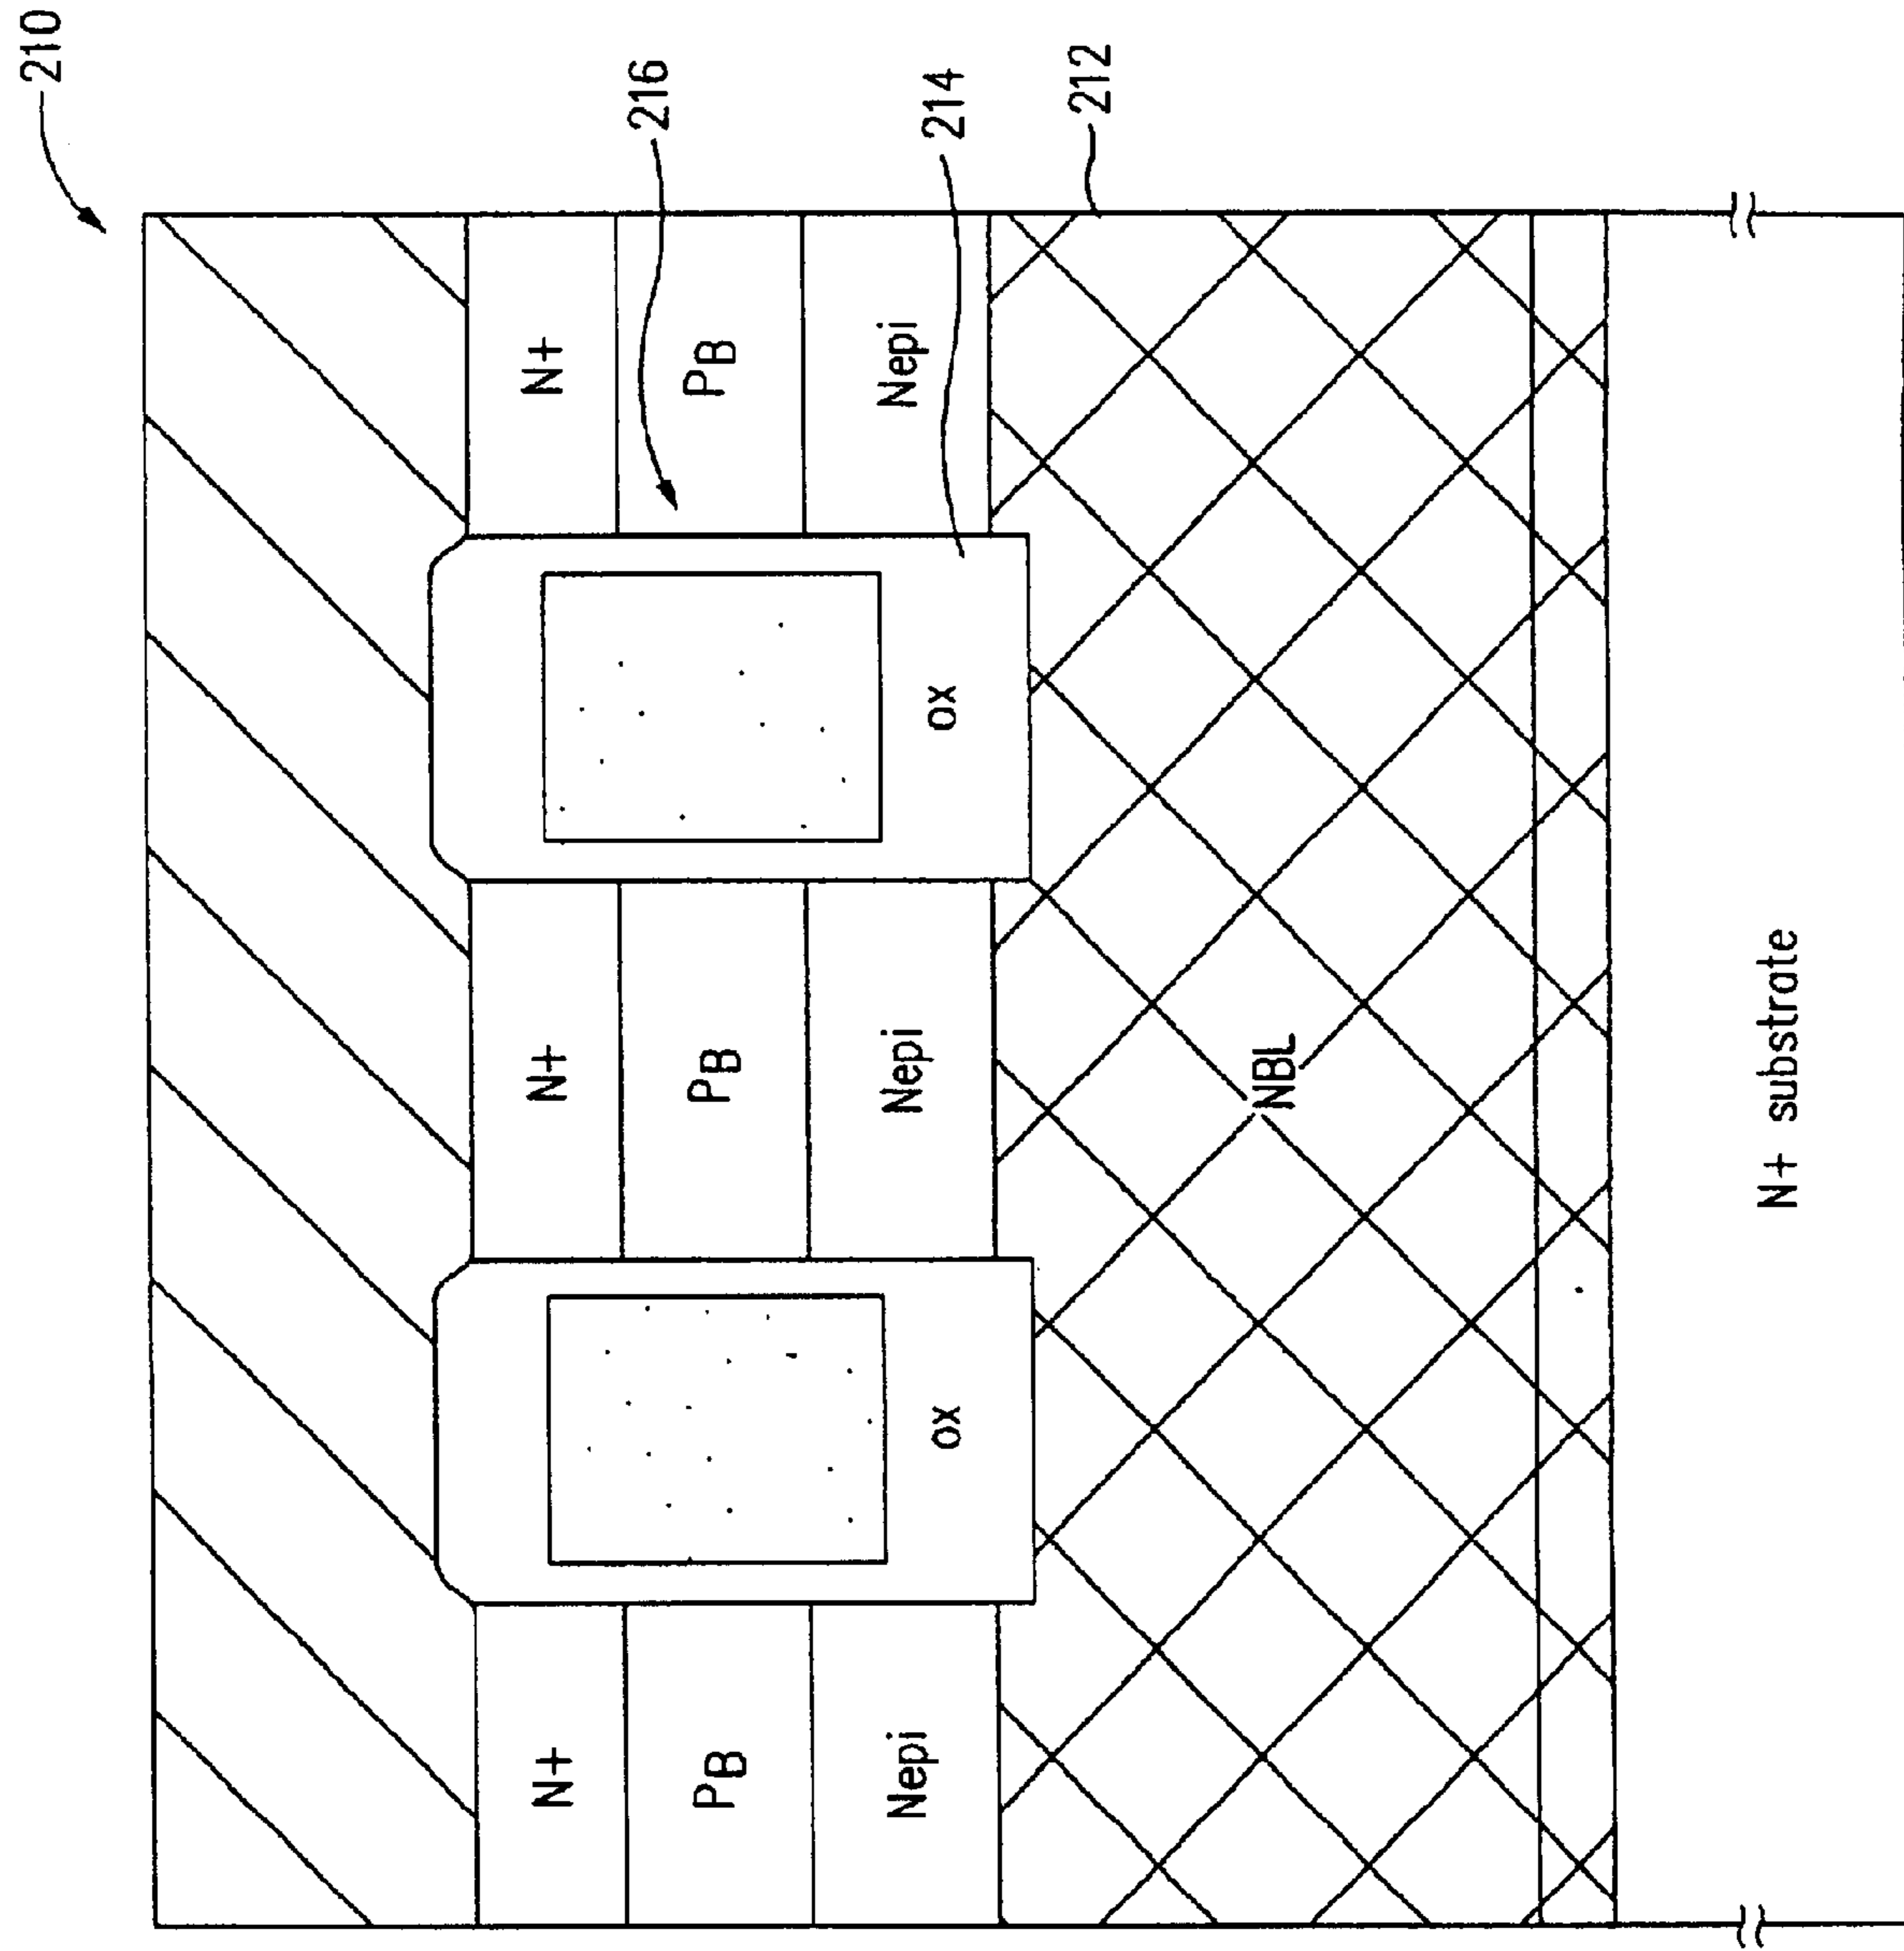 210
216
214
212
N+
PB
Nepi
N+
PB
Nepi
N+
PB
Nepi
ox
ox
NBL
N+ substrate